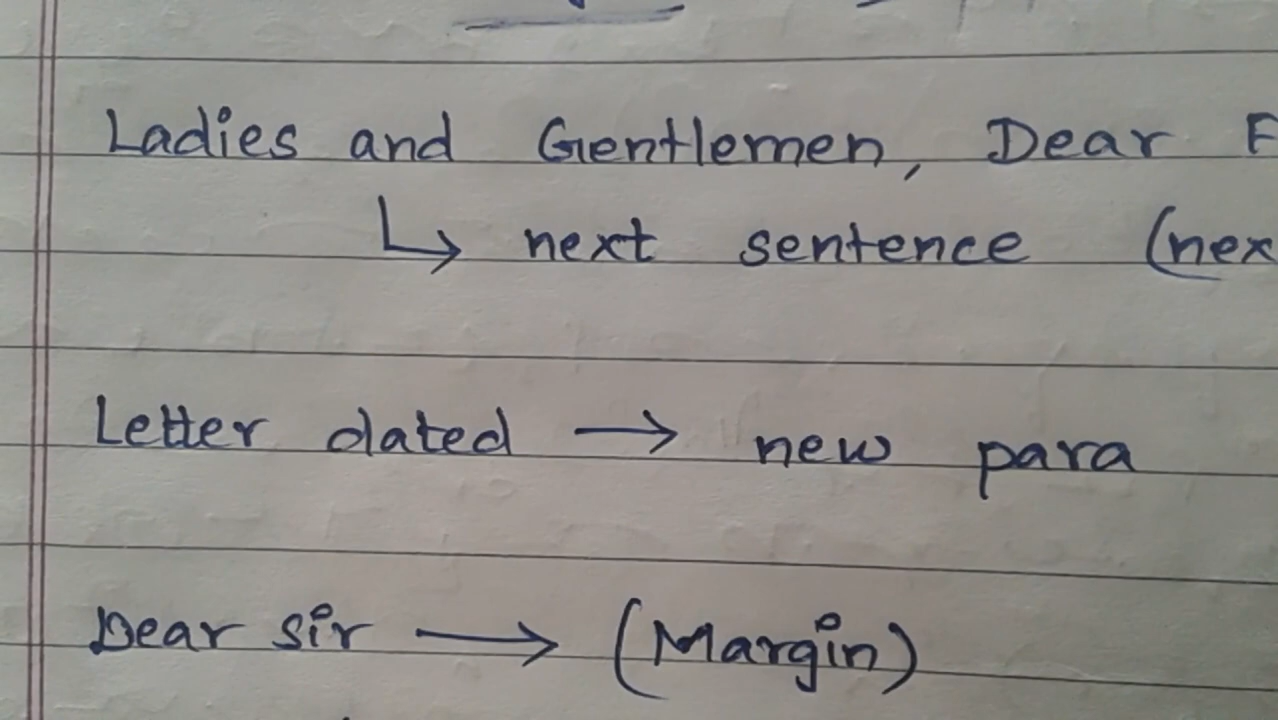 Ladies and Gentlemen, Dear
↳ next sentence (nex
Letter dated → new para
Dear sir → (Margin)